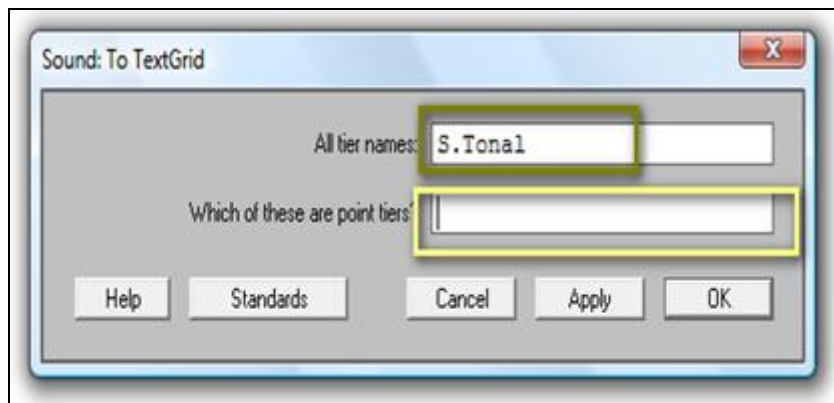 Sound: To TextGrid
All tier names: S.Tonal
Which of these are point tiers?
Help Standards Cancel Apply OK